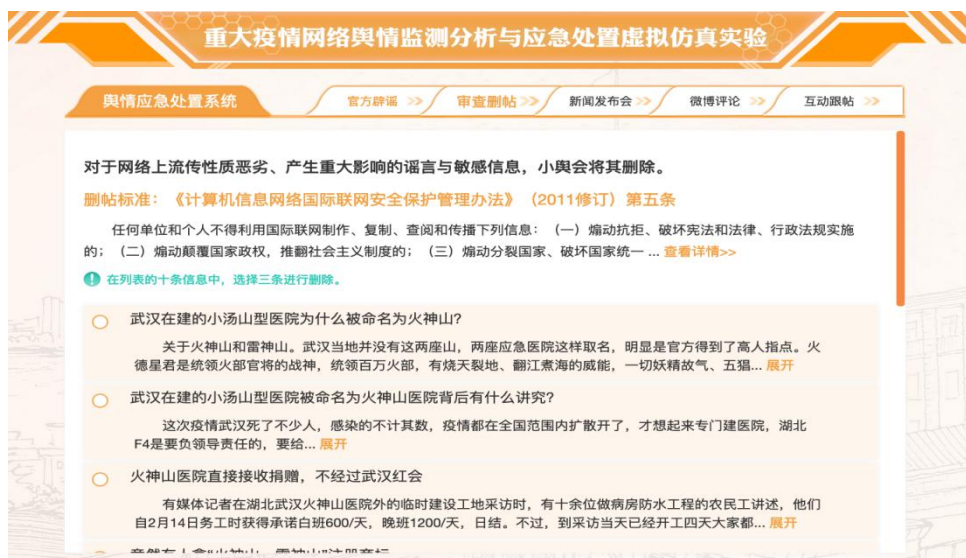 重大疫情网络舆情监测分析与应急处置虚拟仿真实验
舆情应急处置系统 官方辟谣 >> 审查删帖 >> 新闻发布会 >> 微博评论 >> 互动跟帖 >>
对于网络上流传性质恶劣、产生重大影响的谣言与敏感信息，小舆会将其删除。
删帖标准：《计算机信息网络国际联网安全保护管理办法》（2011修订）第五条
任何单位和个人不得利用国际联网制作、复制、查阅和传播下列信息：（一）煽动抗拒、破坏宪法和法律、行政法规实施
的；（二）煽动颠覆国家政权，推翻社会主义制度的；（三）煽动分裂国家、破坏国家统一 ... 查看详情>>
在列表的十条信息中，选择三条进行删除。
武汉在建的小汤山型医院为什么被命名为火神山？
关于火神山和雷神山。武汉当地并没有这两座山，两座应急医院这样取名，明显是官方得到了高人指点。火
德星君是统领火部官将的战神，统领百万火部，有烧天裂地、翻江煮海的威能，一切妖精故气、五猖... 展开
武汉在建的小汤山型医院被命名为火神山医院背后有什么讲究？
这次疫情武汉死了不少人，感染的不计其数，疫情都在全国范围内扩散开了，才想起来专门建医院，湖北
F4是要负领导责任的，要给... 展开
火神山医院直接接收捐赠，不经过武汉红会
有媒体记者在湖北武汉火神山医院外的临时建设工地采访时，有十余位做病房防水工程的农民工讲述，他们
自2月14日务工时获得承诺白班600/天，晚班1200/天，日结。不过，到采访当天已经开工四天大家都... 展开
竟然有人拿“火神山、雷神山”注册商标